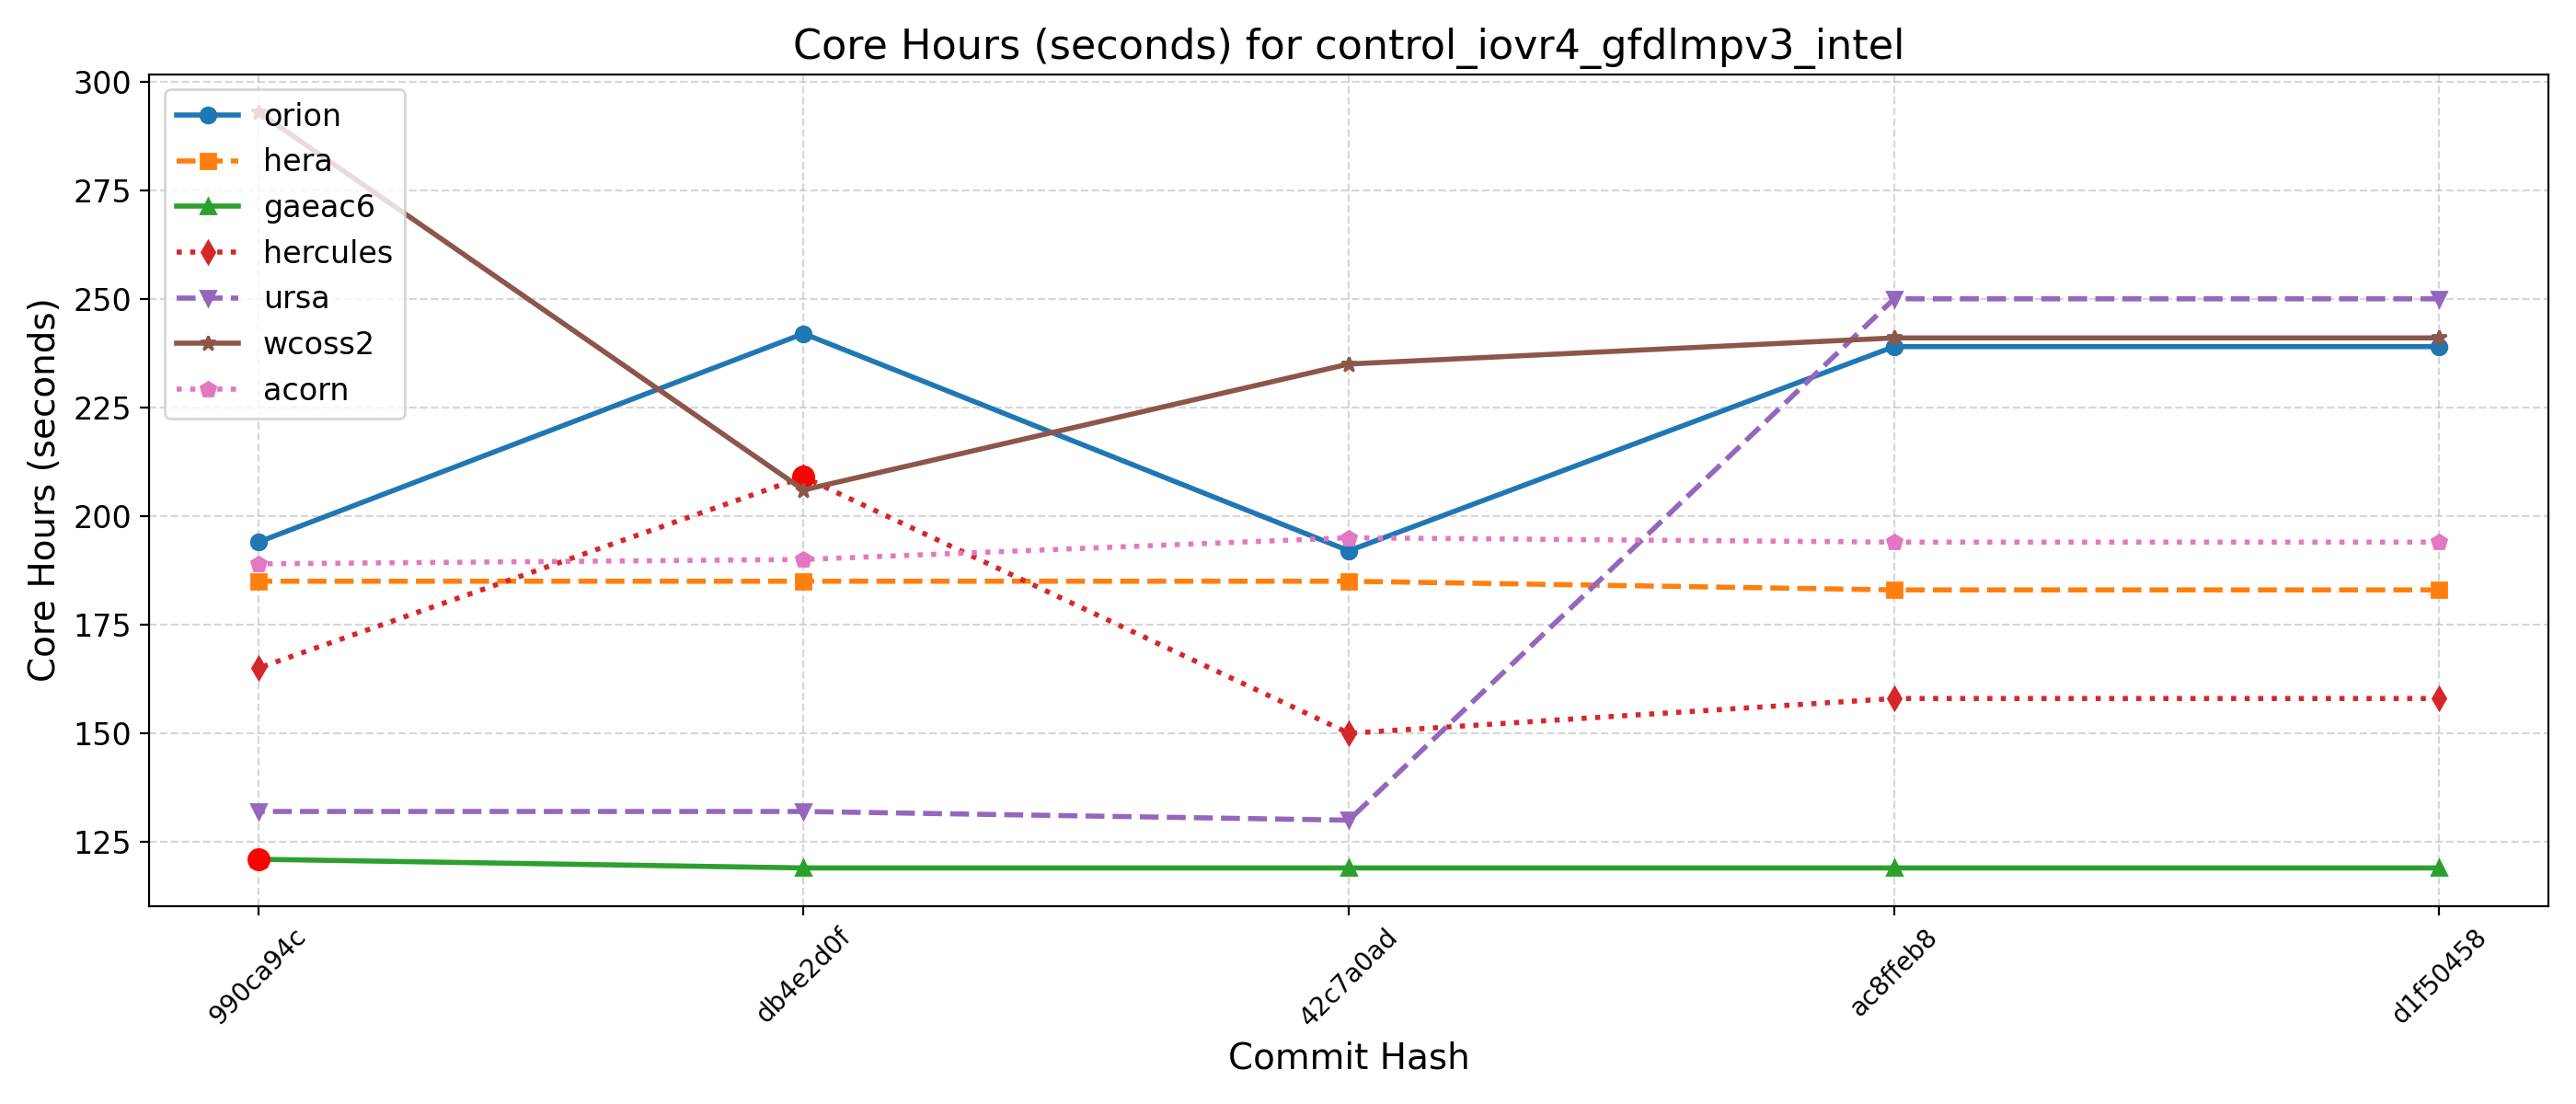 Core Hours (seconds) for control_iovr4_gfdlmpv3_intel
Core Hours (seconds)
300
275
250
225
200
175
150
125
orion
hera
gaeac6
hercules
ursa
wcoss2
acorn
990ca94c
db4e2d0f
42c7a0ad
ac8ffeb8
d1f50458
Commit Hash